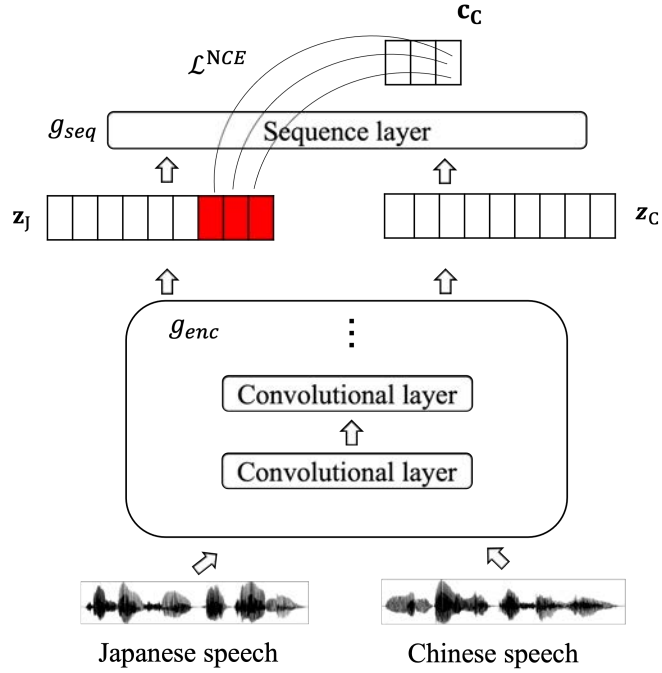 c_C
ℒ^NCE
g_seq
Sequence layer
z_J
z_C
g_enc
⋮
Convolutional layer
Convolutional layer
Japanese speech
Chinese speech